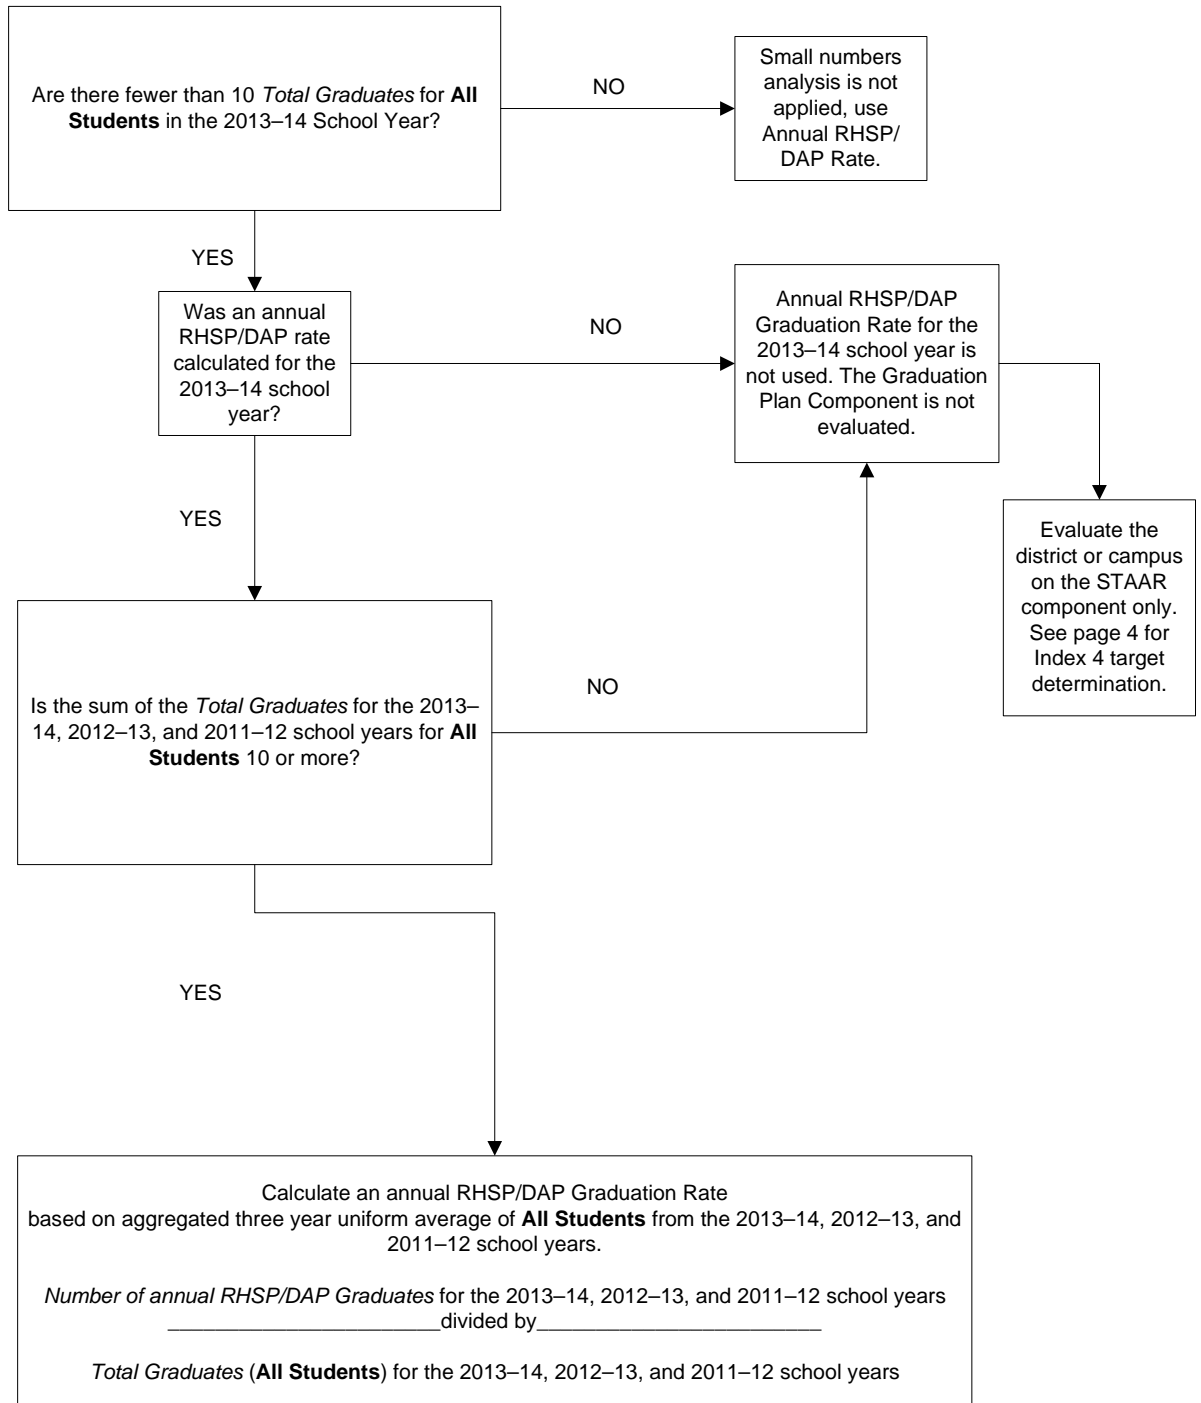 Are there fewer than 10 Total Graduates for All
Students in the 2013–14 School Year?
NO
Small numbers
analysis is not
applied, use
Annual RHSP/
DAP Rate.
YES
Was an annual
RHSP/DAP rate
calculated for the
2013–14 school
year?
NO
Annual RHSP/DAP
Graduation Rate for the
2013–14 school year is
not used. The Graduation
Plan Component is not
evaluated.
YES
Evaluate the
district or campus
on the STAAR
component only.
See page 4 for
Index 4 target
determination.
Is the sum of the Total Graduates for the 2013–
14, 2012–13, and 2011–12 school years for All
Students 10 or more?
NO
YES
Calculate an annual RHSP/DAP Graduation Rate
based on aggregated three year uniform average of All Students from the 2013–14, 2012–13, and
2011–12 school years.
Number of annual RHSP/DAP Graduates for the 2013–14, 2012–13, and 2011–12 school years
_______________________divided by________________________
Total Graduates (All Students) for the 2013–14, 2012–13, and 2011–12 school years